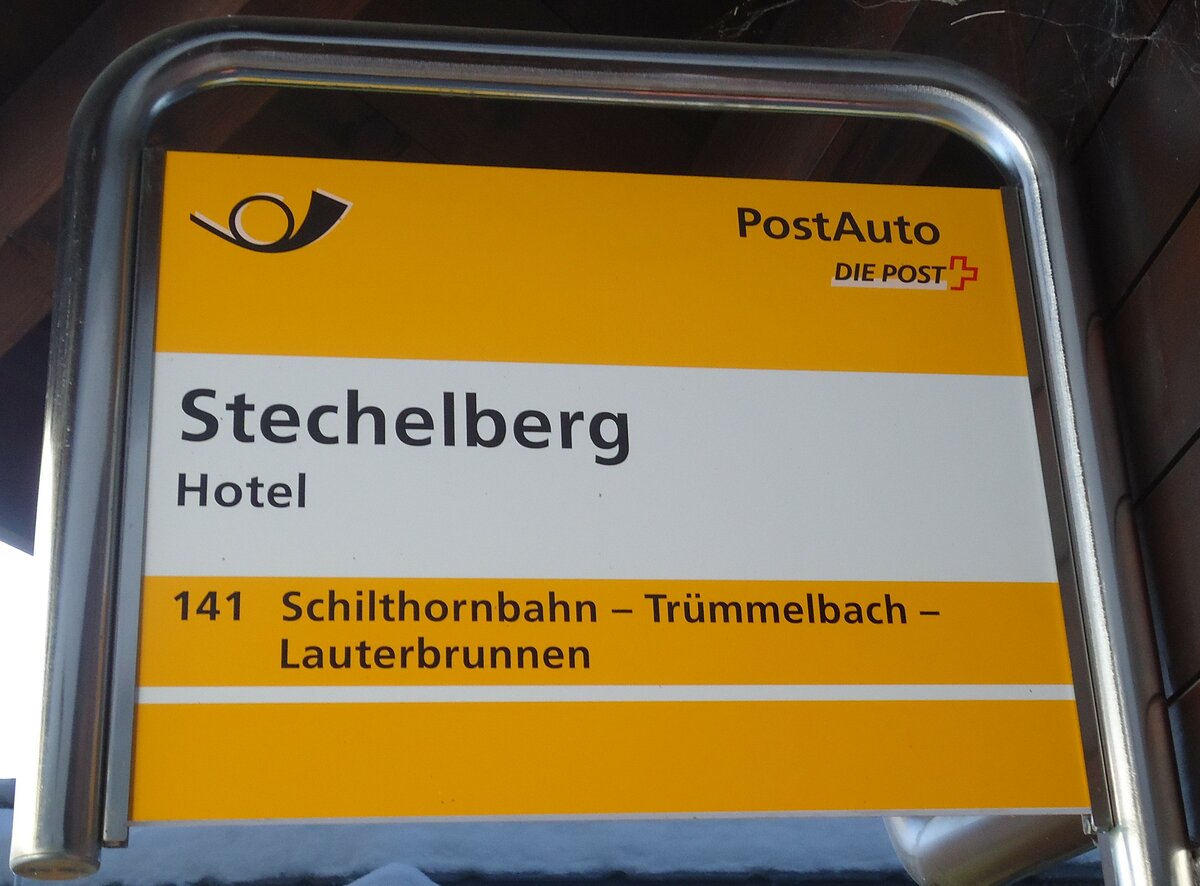 PostAuto
DIE POST
Stechelberg
Hotel
141 Schilthornbahn – Trümmelbach –
Lauterbrunnen